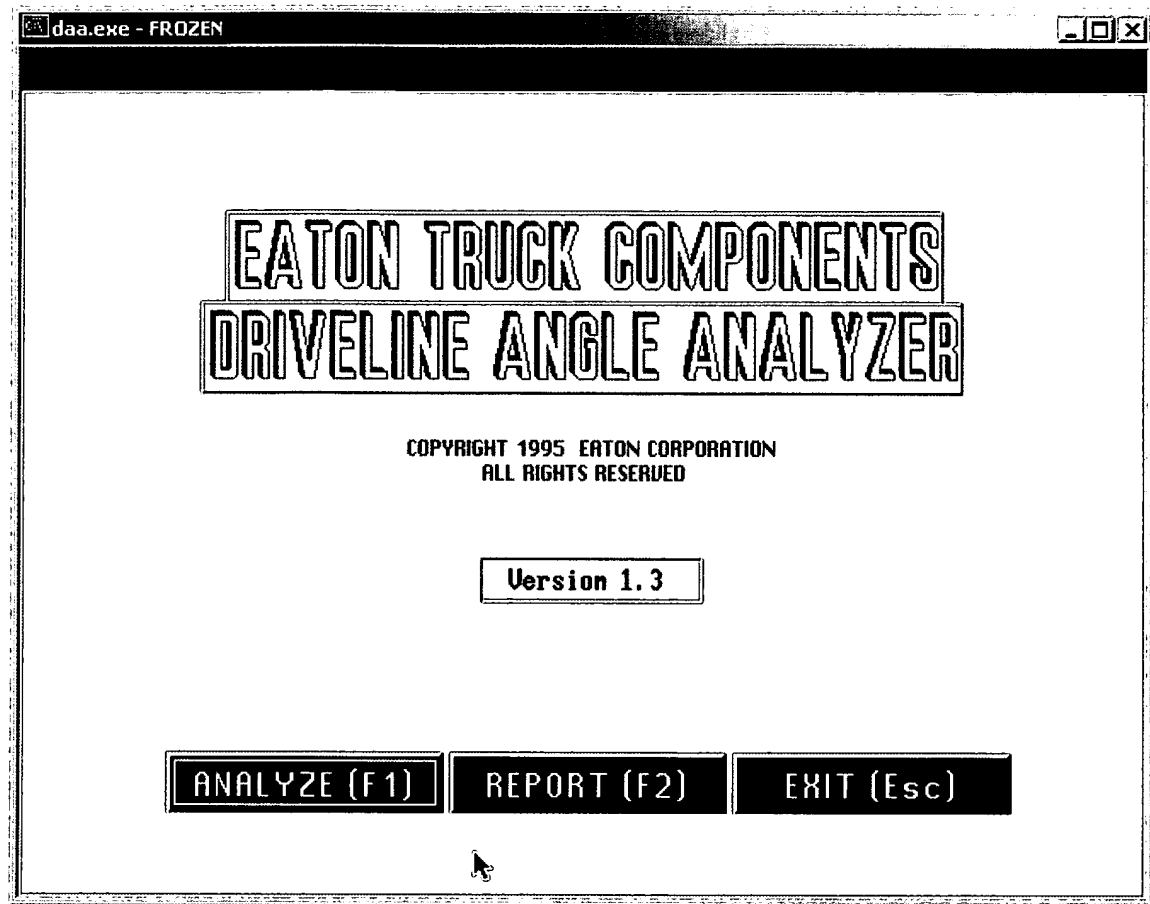 daa.exe - FROZEN
EATON TRUCK COMPONENTS
DRIVELINE ANGLE ANALYZER
COPYRIGHT 1995 EATON CORPORATION
ALL RIGHTS RESERVED
Version 1.3
ANALYZE (F1)
REPORT (F2)
EXIT (Esc)